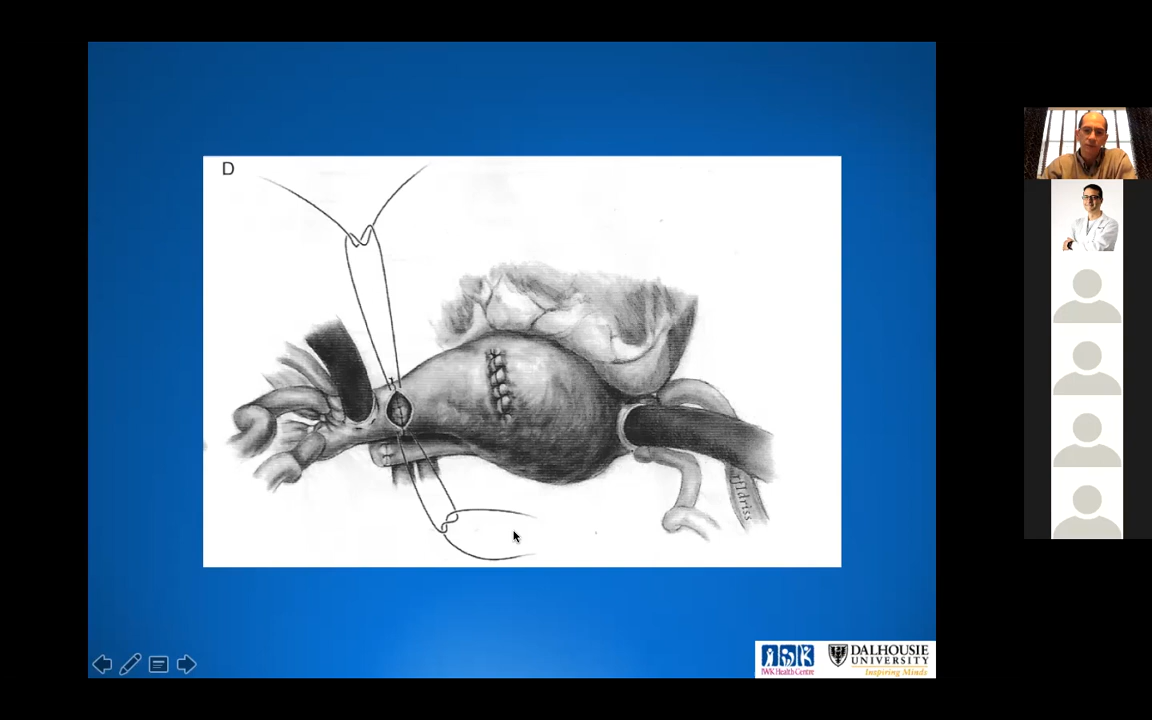 D
IWK Health Centre
DALHOUSIE
UNIVERSITY
Inspiring Minds